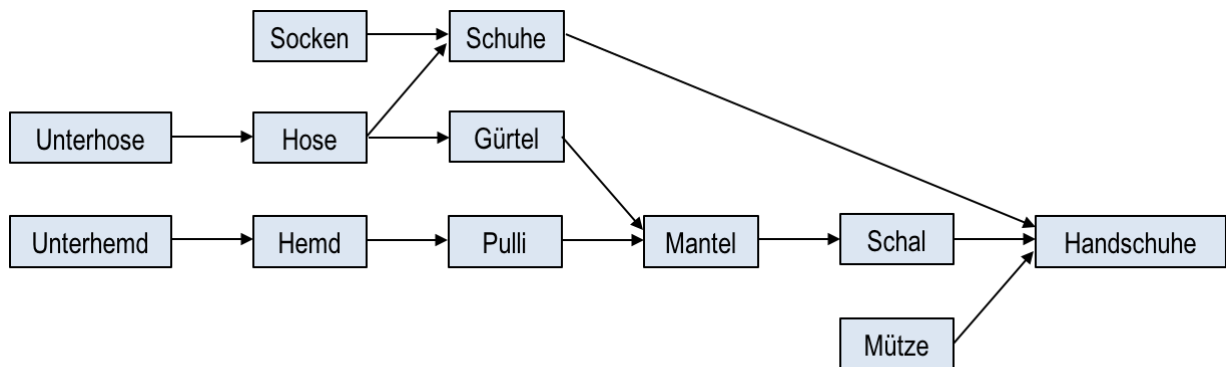 Socken
Schuhe
Unterhose
Hose
Gürtel
Unterhemd
Hemd
Pulli
Mantel
Schal
Handschuhe
Mütze